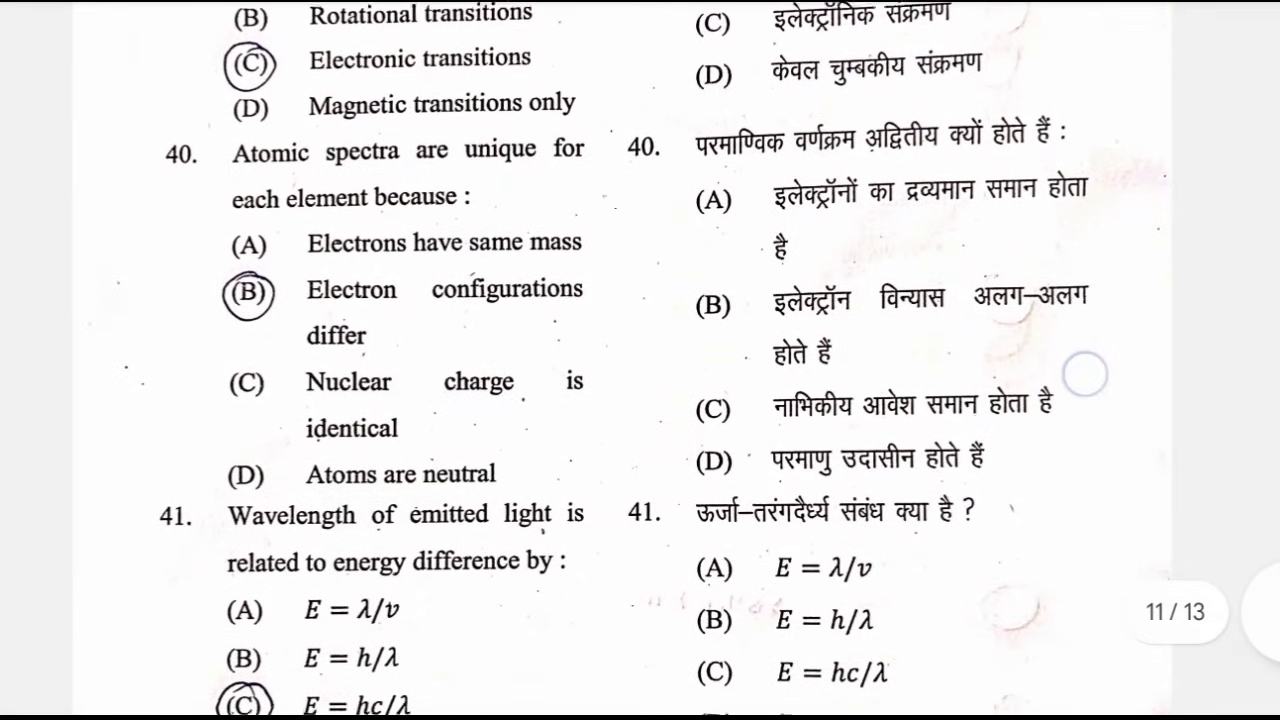 (B) Rotational transitions
(C) Electronic transitions
(D) Magnetic transitions only
40. Atomic spectra are unique for
each element because :
(A) Electrons have same mass
(B) Electron configurations
differ
(C) Nuclear charge is
identical
(D) Atoms are neutral
41. Wavelength of emitted light is
related to energy difference by :
(A) E = λ/ν
(B) E = h/λ
(C) E = hc/λ
(C) इलेक्ट्रॉनिक संक्रमण
(D) केवल चुम्बकीय संक्रमण
40. परमाण्विक वर्णक्रम अद्वितीय क्यों होते हैं :
(A) इलेक्ट्रॉनों का द्रव्यमान समान होता
है
(B) इलेक्ट्रॉन विन्यास अलग–अलग
होते हैं
(C) नाभिकीय आवेश समान होता है
(D) परमाणु उदासीन होते हैं
41. ऊर्जा–तरंगदैर्ध्य संबंध क्या है ?
(A) E = λ/ν
(B) E = h/λ
(C) E = hc/λ
11 / 13